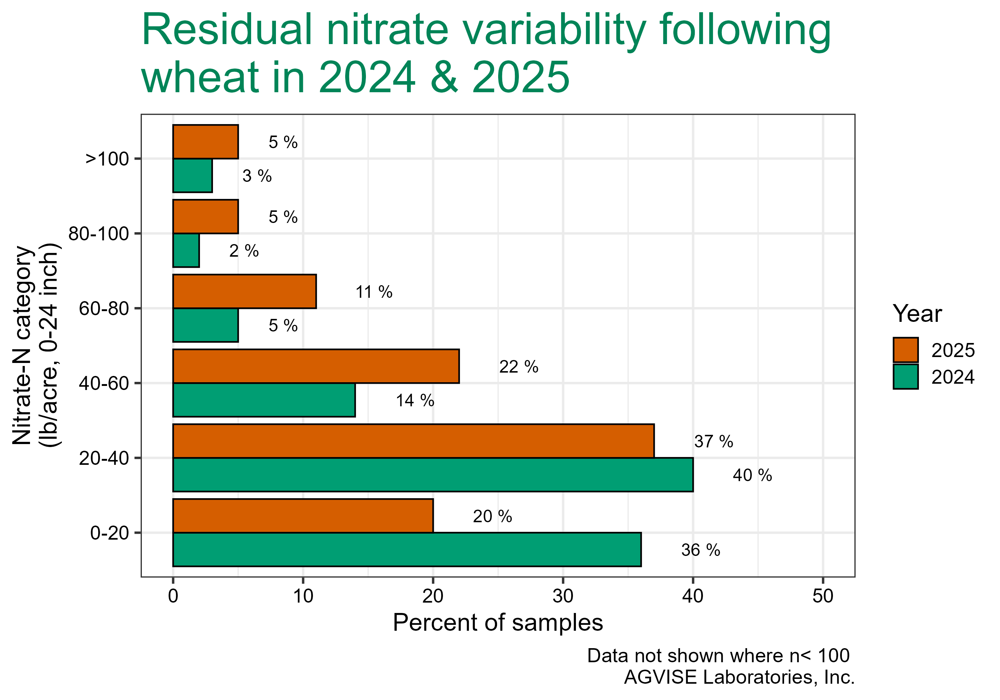 Residual nitrate variability following
wheat in 2024 & 2025
Nitrate-N category
(lb/acre, 0-24 inch)
>100
5 %
3 %
80-100
5 %
2 %
60-80
11 %
5 %
40-60
22 %
14 %
20-40
37 %
40 %
0-20
20 %
36 %
0 10 20 30 40 50
Percent of samples
Year
2025
2024
Data not shown where n< 100
AGVISE Laboratories, Inc.